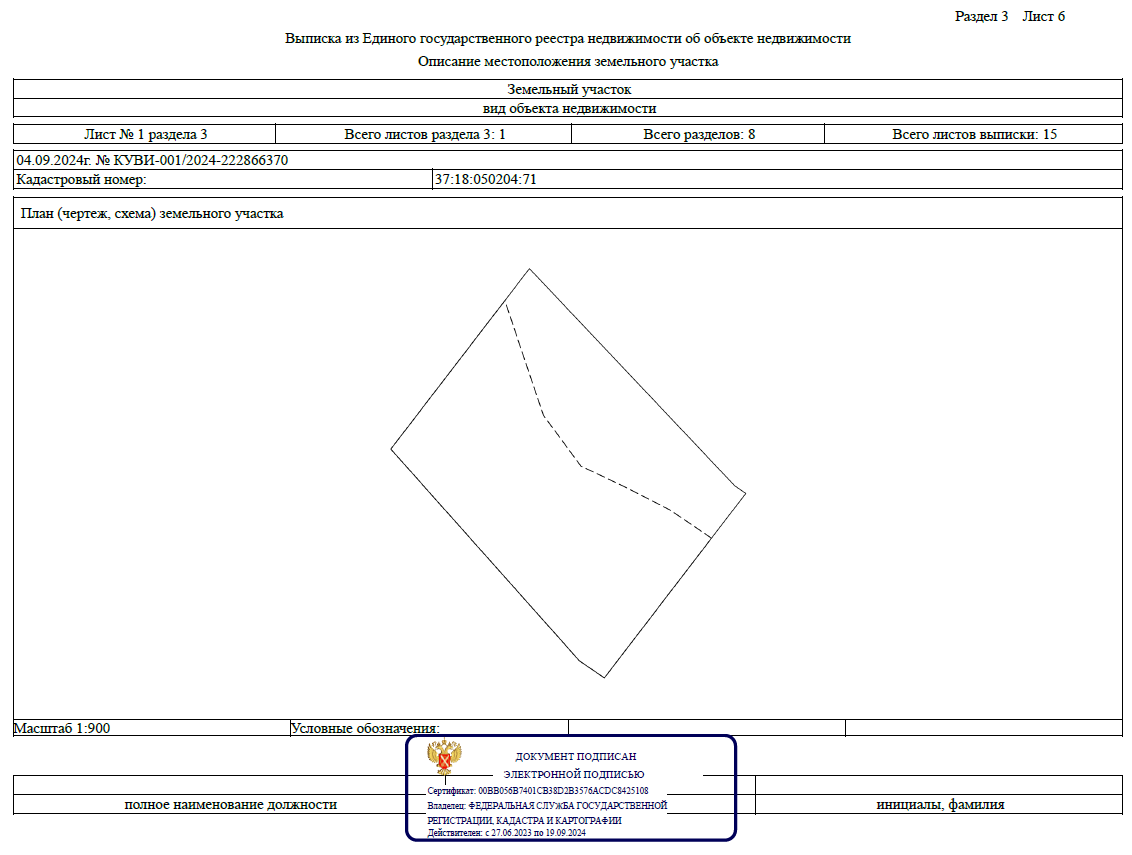 Раздел 3 Лист 6
Выписка из Единого государственного реестра недвижимости об объекте недвижимости
Описание местоположения земельного участка
Земельный участок
вид объекта недвижимости
Лист № 1 раздела 3 Всего листов раздела 3: 1 Всего разделов: 8 Всего листов выписки: 15
04.09.2024г. № КУВИ-001/2024-222866370
Кадастровый номер: 37:18:050204:71
План (чертеж, схема) земельного участка
Масштаб 1:900 Условные обозначения:
ДОКУМЕНТ ПОДПИСАН
ЭЛЕКТРОННОЙ ПОДПИСЬЮ
Сертификат: 00BB056B7401CB38D2B3576ACDC8425108
Владелец: ФЕДЕРАЛЬНАЯ СЛУЖБА ГОСУДАРСТВЕННОЙ
РЕГИСТРАЦИИ, КАДАСТРА И КАРТОГРАФИИ
Действителен: с 27.06.2023 по 19.09.2024
полное наименование должности инициалы, фамилия